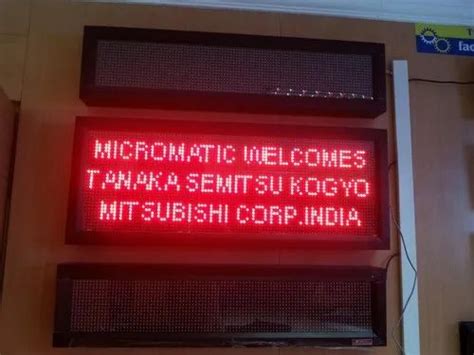 MICROMATIC WELCOMES
TANAKA SEMITSU KOGYO
MITSUBISHI CORP.INDIA